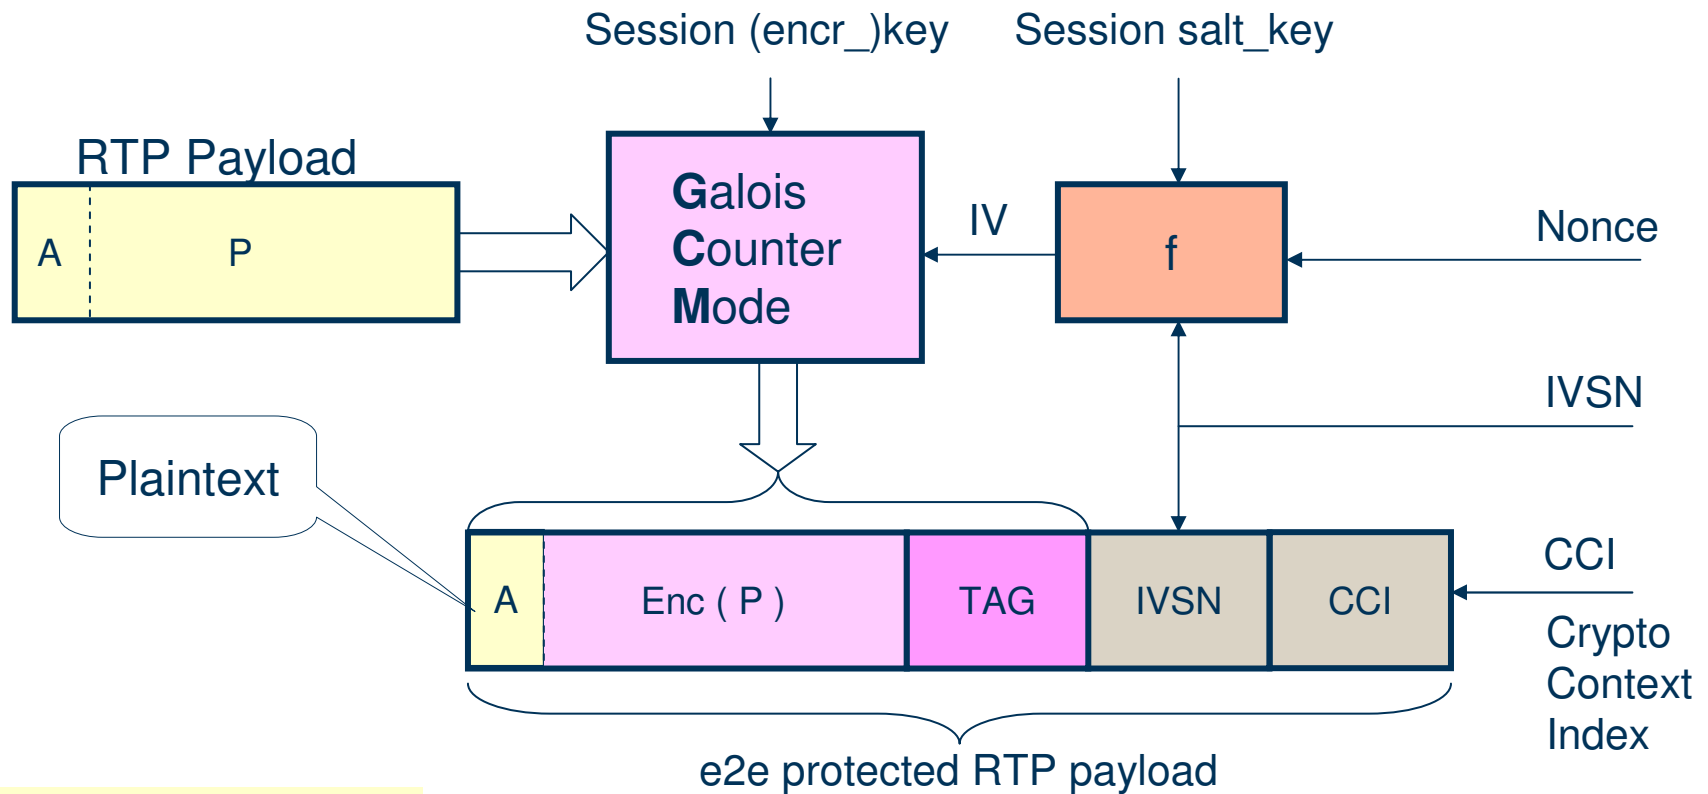 Session (encr_)key
Session salt_key
RTP Payload
A
P
Galois
Counter
Mode
IV
f
Nonce
IVSN
Plaintext
A
Enc ( P )
TAG
IVSN
CCI
CCI
Crypto
Context
Index
e2e protected RTP payload